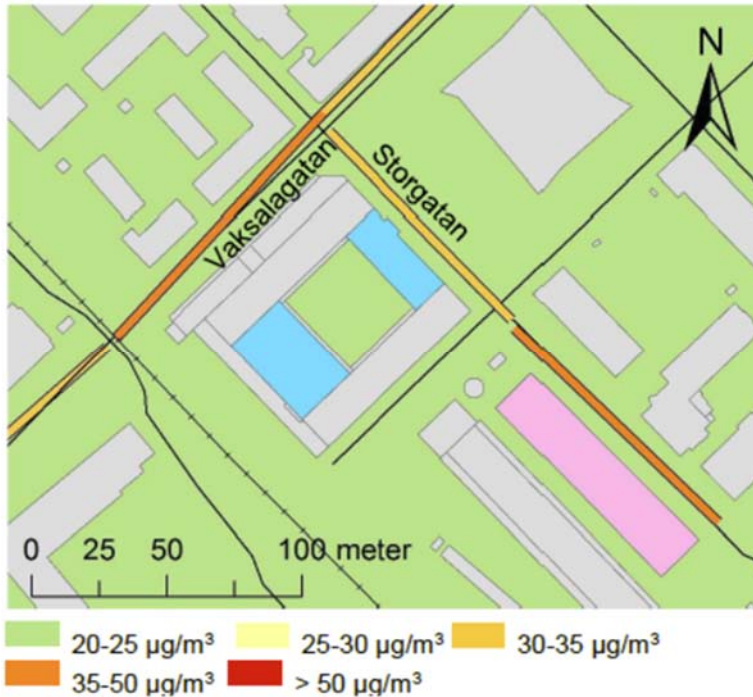 N
Vaksalagatan
Storgatan
0 25 50 100 meter
20-25 µg/m³ 25-30 µg/m³ 30-35 µg/m³
35-50 µg/m³ > 50 µg/m³